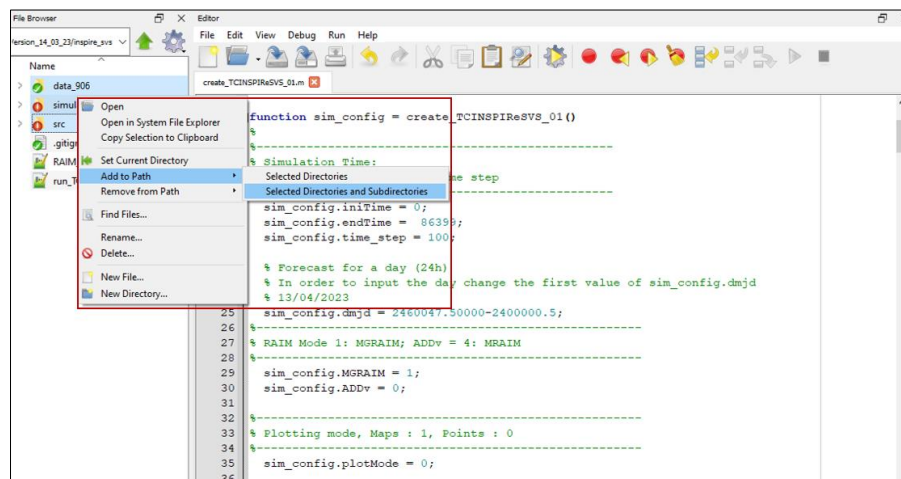 File Browser
Editor
/ersion_14_03_23/inspire_svs
File Edit View Debug Run Help
Name
data_906
simul
src
.gitigr
RAIM
run_T
create_TCINSPIReSVS_01.m
Open
Open in System File Explorer
Copy Selection to Clipboard
Set Current Directory
Add to Path
Remove from Path
Find Files...
Rename...
Delete...
New File...
New Directory...
Selected Directories
Selected Directories and Subdirectories
function sim_config = create_TCINSPIReSVS_01()
%
%----------------------------------------------------
% Simulation Time:
me step
----------------------------------------------------
sim_config.iniTime = 0;
sim_config.endTime = 86399;
sim_config.time_step = 100;
% Forecast for a day (24h)
% In order to input the day change the first value of sim_config.dmjd
% 13/04/2023
25 sim_config.dmjd = 2460047.50000-2400000.5;
26 %--------------------------------------------------------
27 % RAIM Mode 1: MGRAIM; ADDv = 4: MRAIM
28 %--------------------------------------------------------
29 sim_config.MGRAIM = 1;
30 sim_config.ADDv = 0;
31
32 %--------------------------------------------------------
33 % Plotting mode, Maps : 1, Points : 0
34 %--------------------------------------------------------
35 sim_config.plotMode = 0;
36